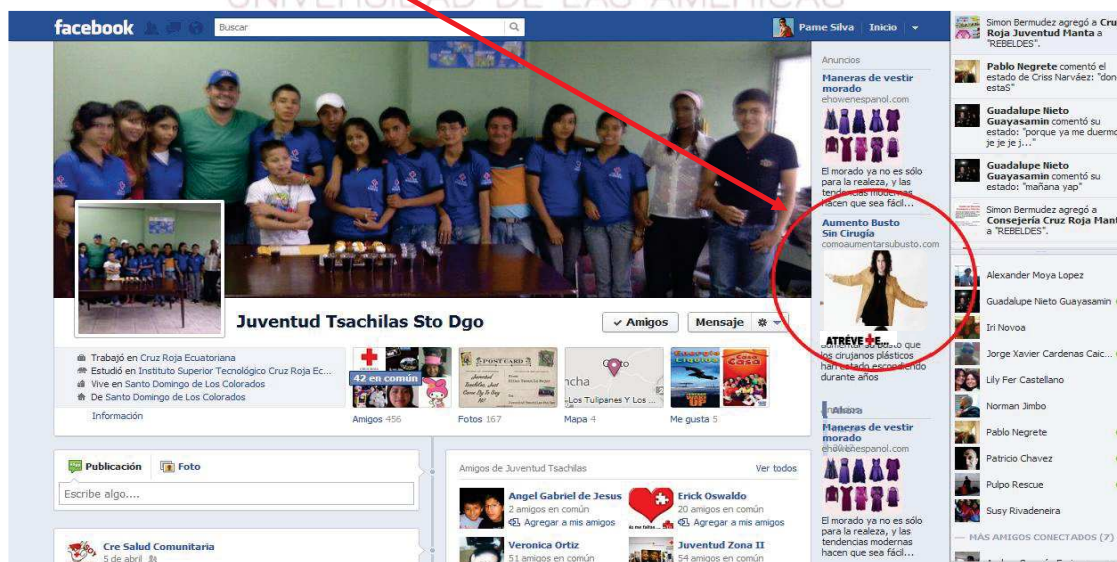 UNIVERSIDAD DE LAS AMÉRICAS
facebook
Buscar
Pame Silva Inicio
Juventud Tsachilas Sto Dgo
✓ Amigos
Mensaje
Trabajó en Cruz Roja Ecuatoriana
Estudió en Instituto Superior Tecnológico Cruz Roja Ec...
Vive en Santo Domingo de Los Colorados
De Santo Domingo de Los Colorados
Información
42 en común
Amigos 456
POST CARD
Fotos 167
Los Tulipanes Y Los ...
Mapa 4
Me gusta 5
Publicación
Foto
Escribe algo....
Cre Salud Comunitaria
5 de abril
Amigos de Juventud Tsachilas
Ver todos
Angel Gabriel de Jesus
2 amigos en común
Agregar a mis amigos
Erick Oswaldo
20 amigos en común
Agregar a mis amigos
Veronica Ortiz
51 amigos en común
Juventud Zona II
54 amigos en común
Anuncios
Maneras de vestir
morado
ehowenespanol.com
El morado ya no es sólo
para la realeza, y las
tendencias modernas
hacen que sea fácil...
Aumento Busto
Sin Cirugía
comoaumentarsubusto.com
ATRÉVE+E...
que
los cirujanos plásticos
han estado escondiendo
durante años
Maneras de vestir
morado
ehowenespanol.com
El morado ya no es sólo
para la realeza, y las
tendencias modernas
hacen que sea fácil...
Simon Bermudez agregó a Cru
Roja Juventud Manta a
"REBELDES".
Pablo Negrete comentó el
estado de Criss Narváez: "don
estaS"
Guadalupe Nieto
Guayasamin comentó su
estado: "porque ya me duermo
je je je j..."
Guadalupe Nieto
Guayasamin comentó su
estado: "mañana yap"
Simon Bermudez agregó a
Consejería Cruz Roja Mant
a "REBELDES".
Alexander Moya Lopez
Guadalupe Nieto Guayasamin
Iri Novoa
Jorge Xavier Cardenas Caic...
Lily Fer Castellano
Norman Jimbo
Pablo Negrete
Patricio Chavez
Pulpo Rescue
Susy Rivadeneira
MÁS AMIGOS CONECTADOS (7)